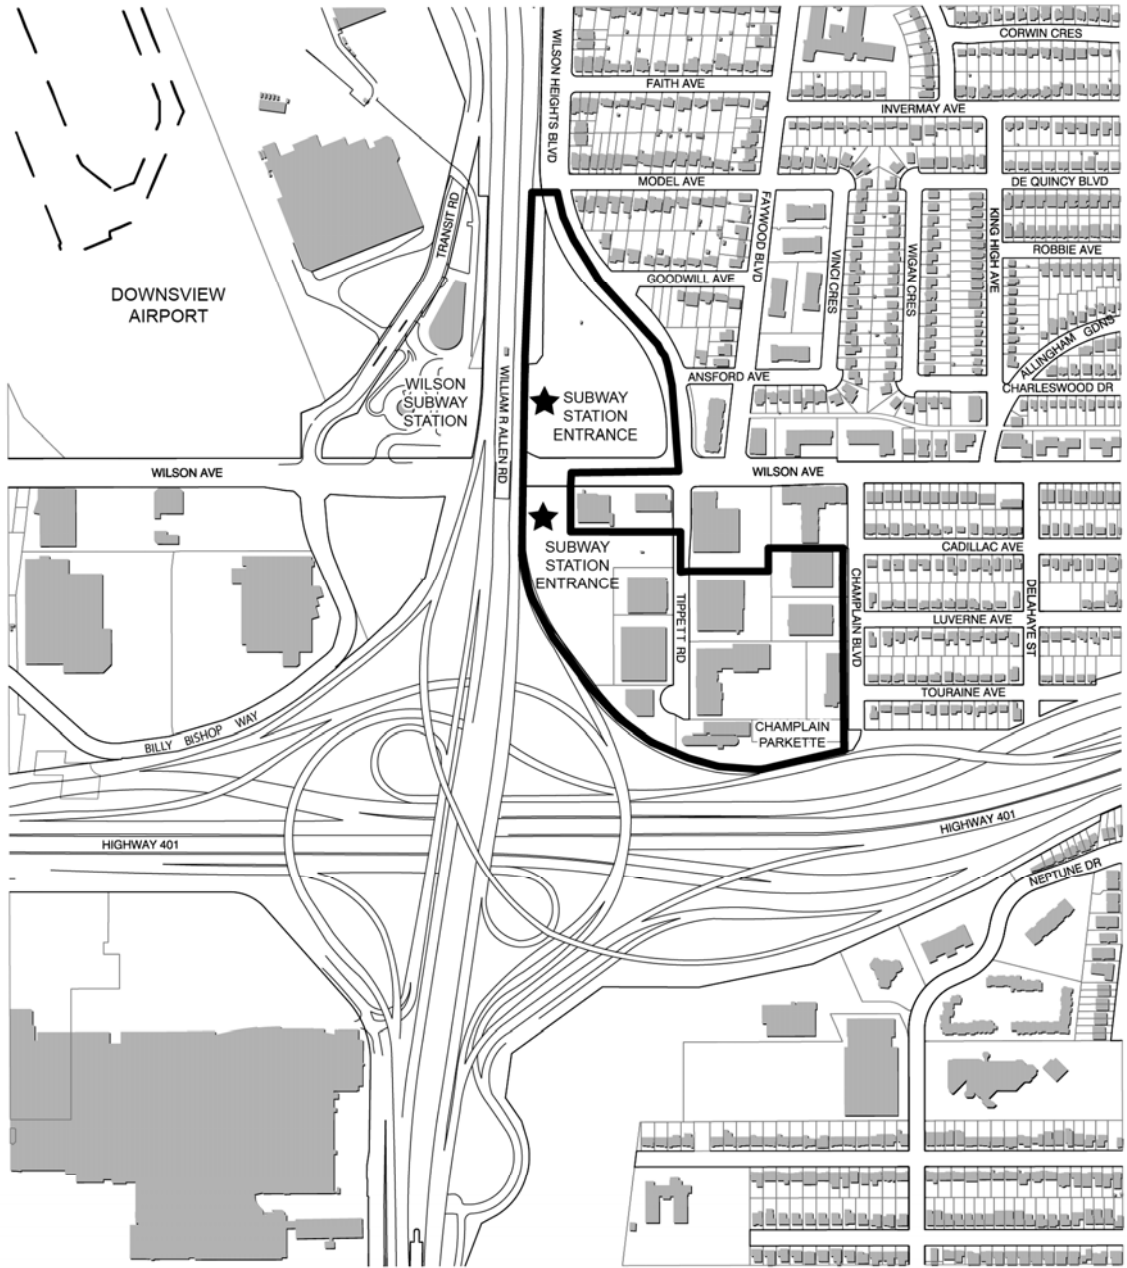 CORWIN CRES
WILSON HEIGHTS BLVD
FAITH AVE
INVERMAY AVE
MODEL AVE
DE QUINCY BLVD
TRANSIT RD
FAYWOOD BLVD
VINCI CRES
WIGAN CRES
KING HIGH AVE
ROBBIE AVE
GOODWILL AVE
DOWNSVIEW
AIRPORT
ALLINGHAM GDNS
ANSFORD AVE
CHARLESWOOD DR
WILSON
SUBWAY
STATION
WILLIAM R ALLEN RD
SUBWAY
STATION
ENTRANCE
WILSON AVE
WILSON AVE
SUBWAY
STATION
ENTRANCE
CADILLAC AVE
TIPPETT RD
CHAMPLAIN BLVD
DELAHAYE ST
LUVERNE AVE
TOURAINE AVE
BILLY BISHOP WAY
CHAMPLAIN
PARKETTE
HIGHWAY 401
HIGHWAY 401
NEPTUNE DR